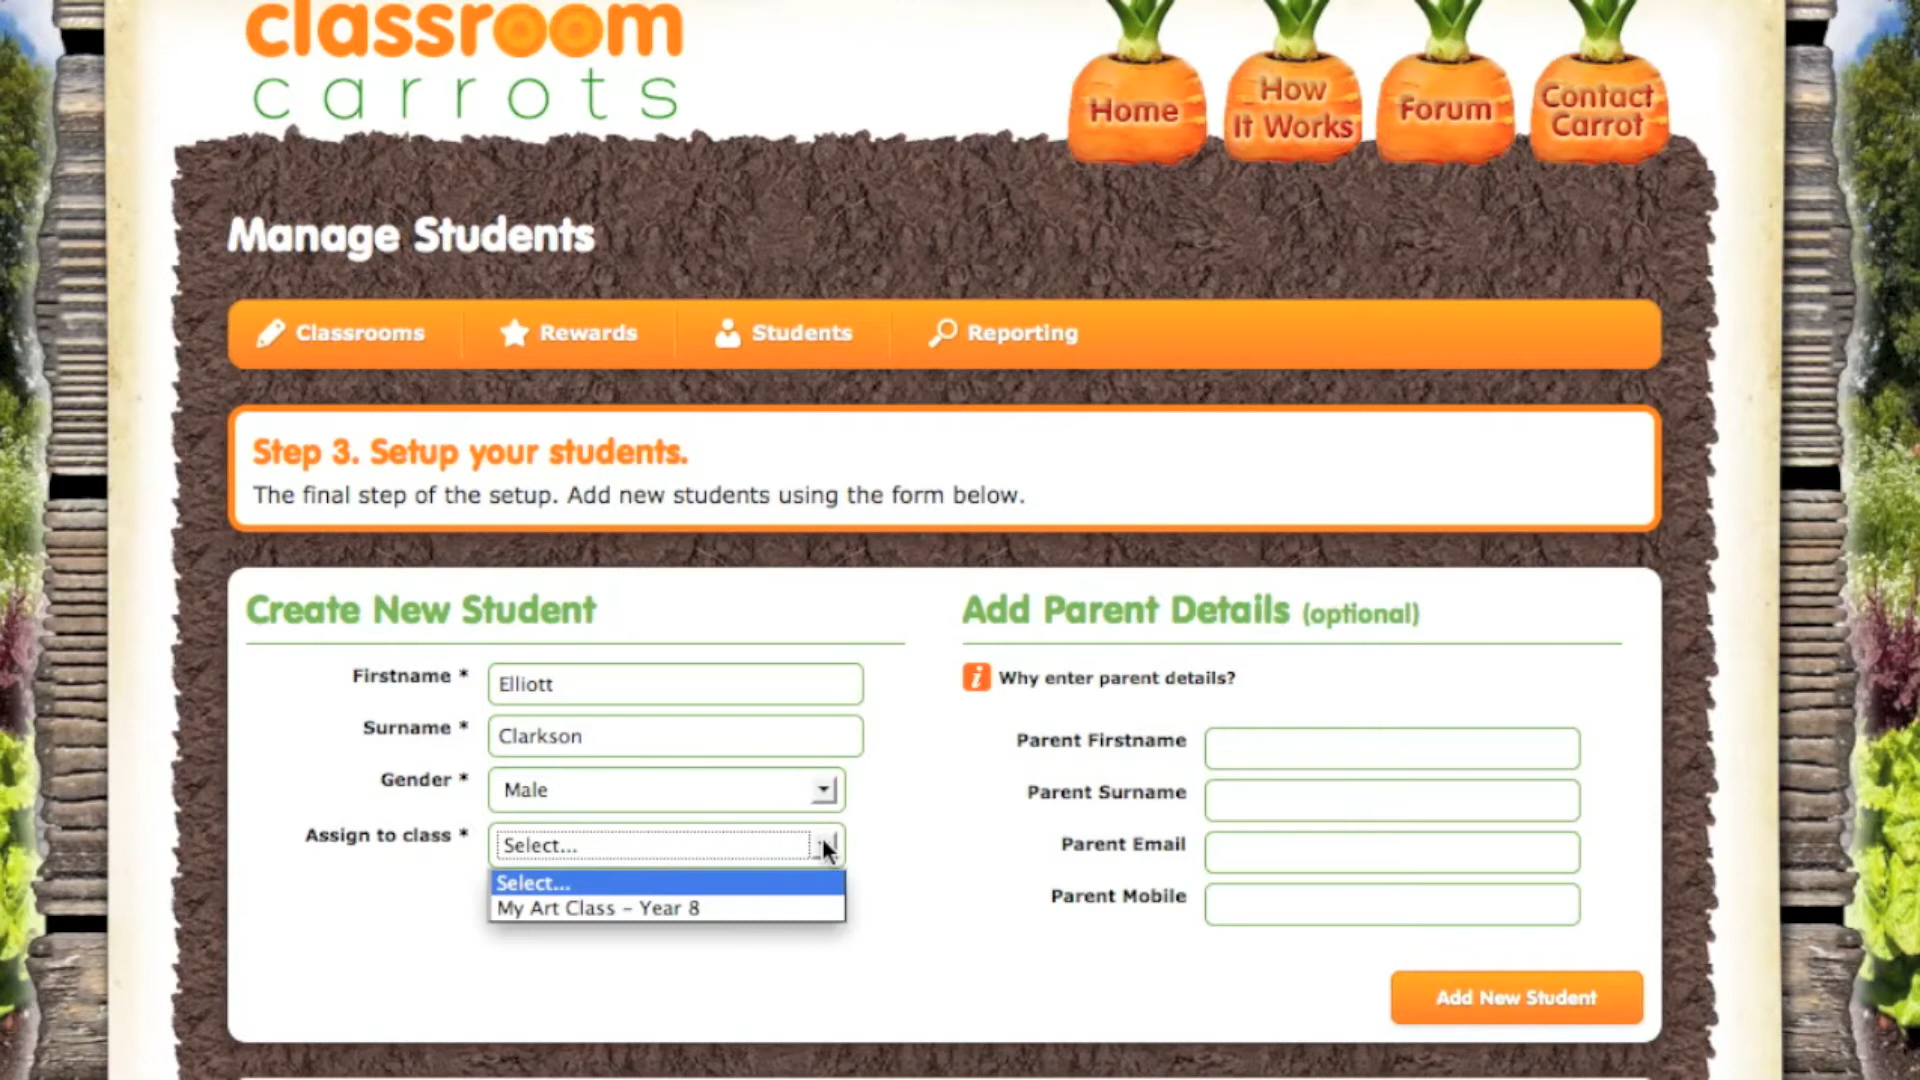 classroom
carrots
Home
How
It Works
Forum
Contact
Carrot
Manage Students
Classrooms
Rewards
Students
Reporting
Step 3. Setup your students.
The final step of the setup. Add new students using the form below.
Create New Student
Firstname *
Elliott
Surname *
Clarkson
Gender *
Male
Assign to class *
Select...
Select...
My Art Class – Year 8
Add Parent Details (optional)
i Why enter parent details?
Parent Firstname
Parent Surname
Parent Email
Parent Mobile
Add New Student